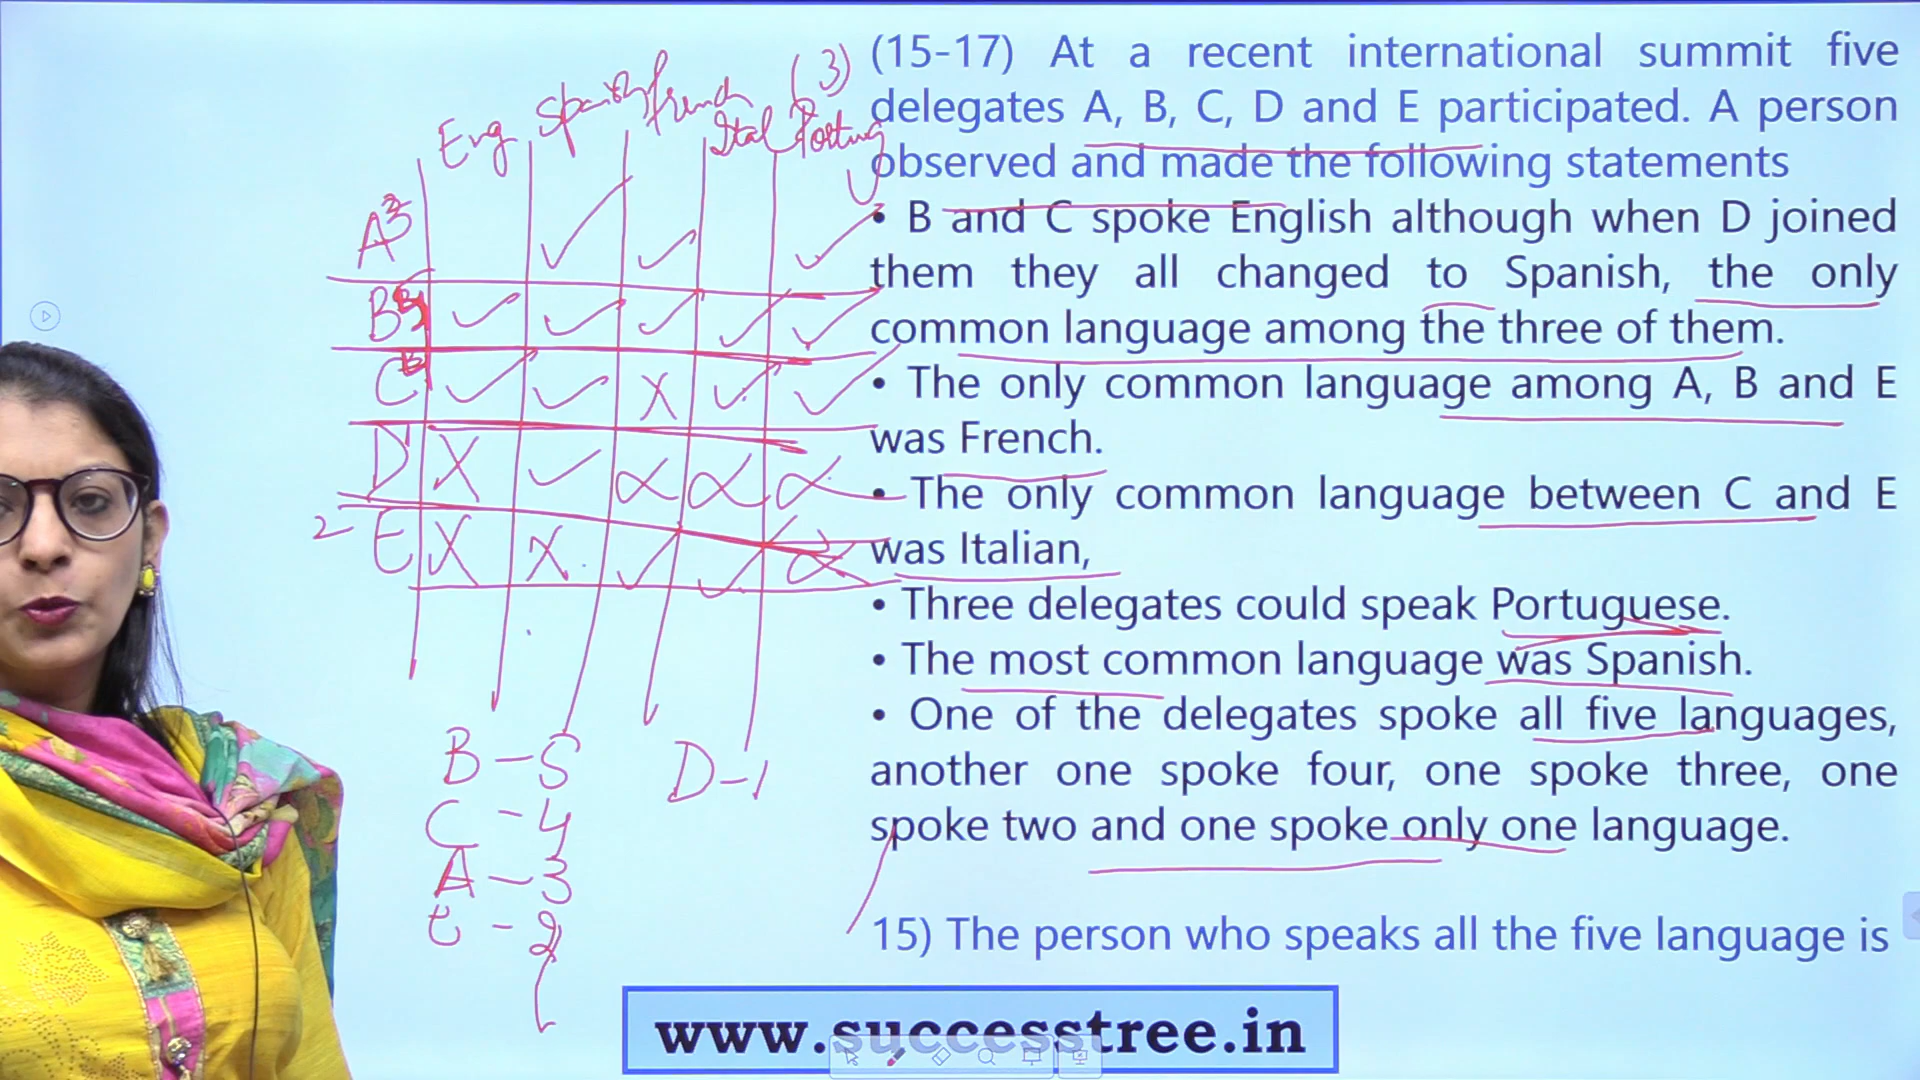 (15-17) At a recent international summit five
delegates A, B, C, D and E participated. A person
observed and made the following statements
• B and C spoke English although when D joined
them they all changed to Spanish, the only
common language among the three of them.
• The only common language among A, B and E
was French.
• The only common language between C and E
was Italian,
• Three delegates could speak Portuguese.
• The most common language was Spanish.
• One of the delegates spoke all five languages,
another one spoke four, one spoke three, one
spoke two and one spoke only one language.
15) The person who speaks all the five language is
Eng Spanish french Ital (3)
A 3
B 5
C
D 1
2- E
B - 5
C - 4
A - 3
E - 2
D - 1
www.successtree.in